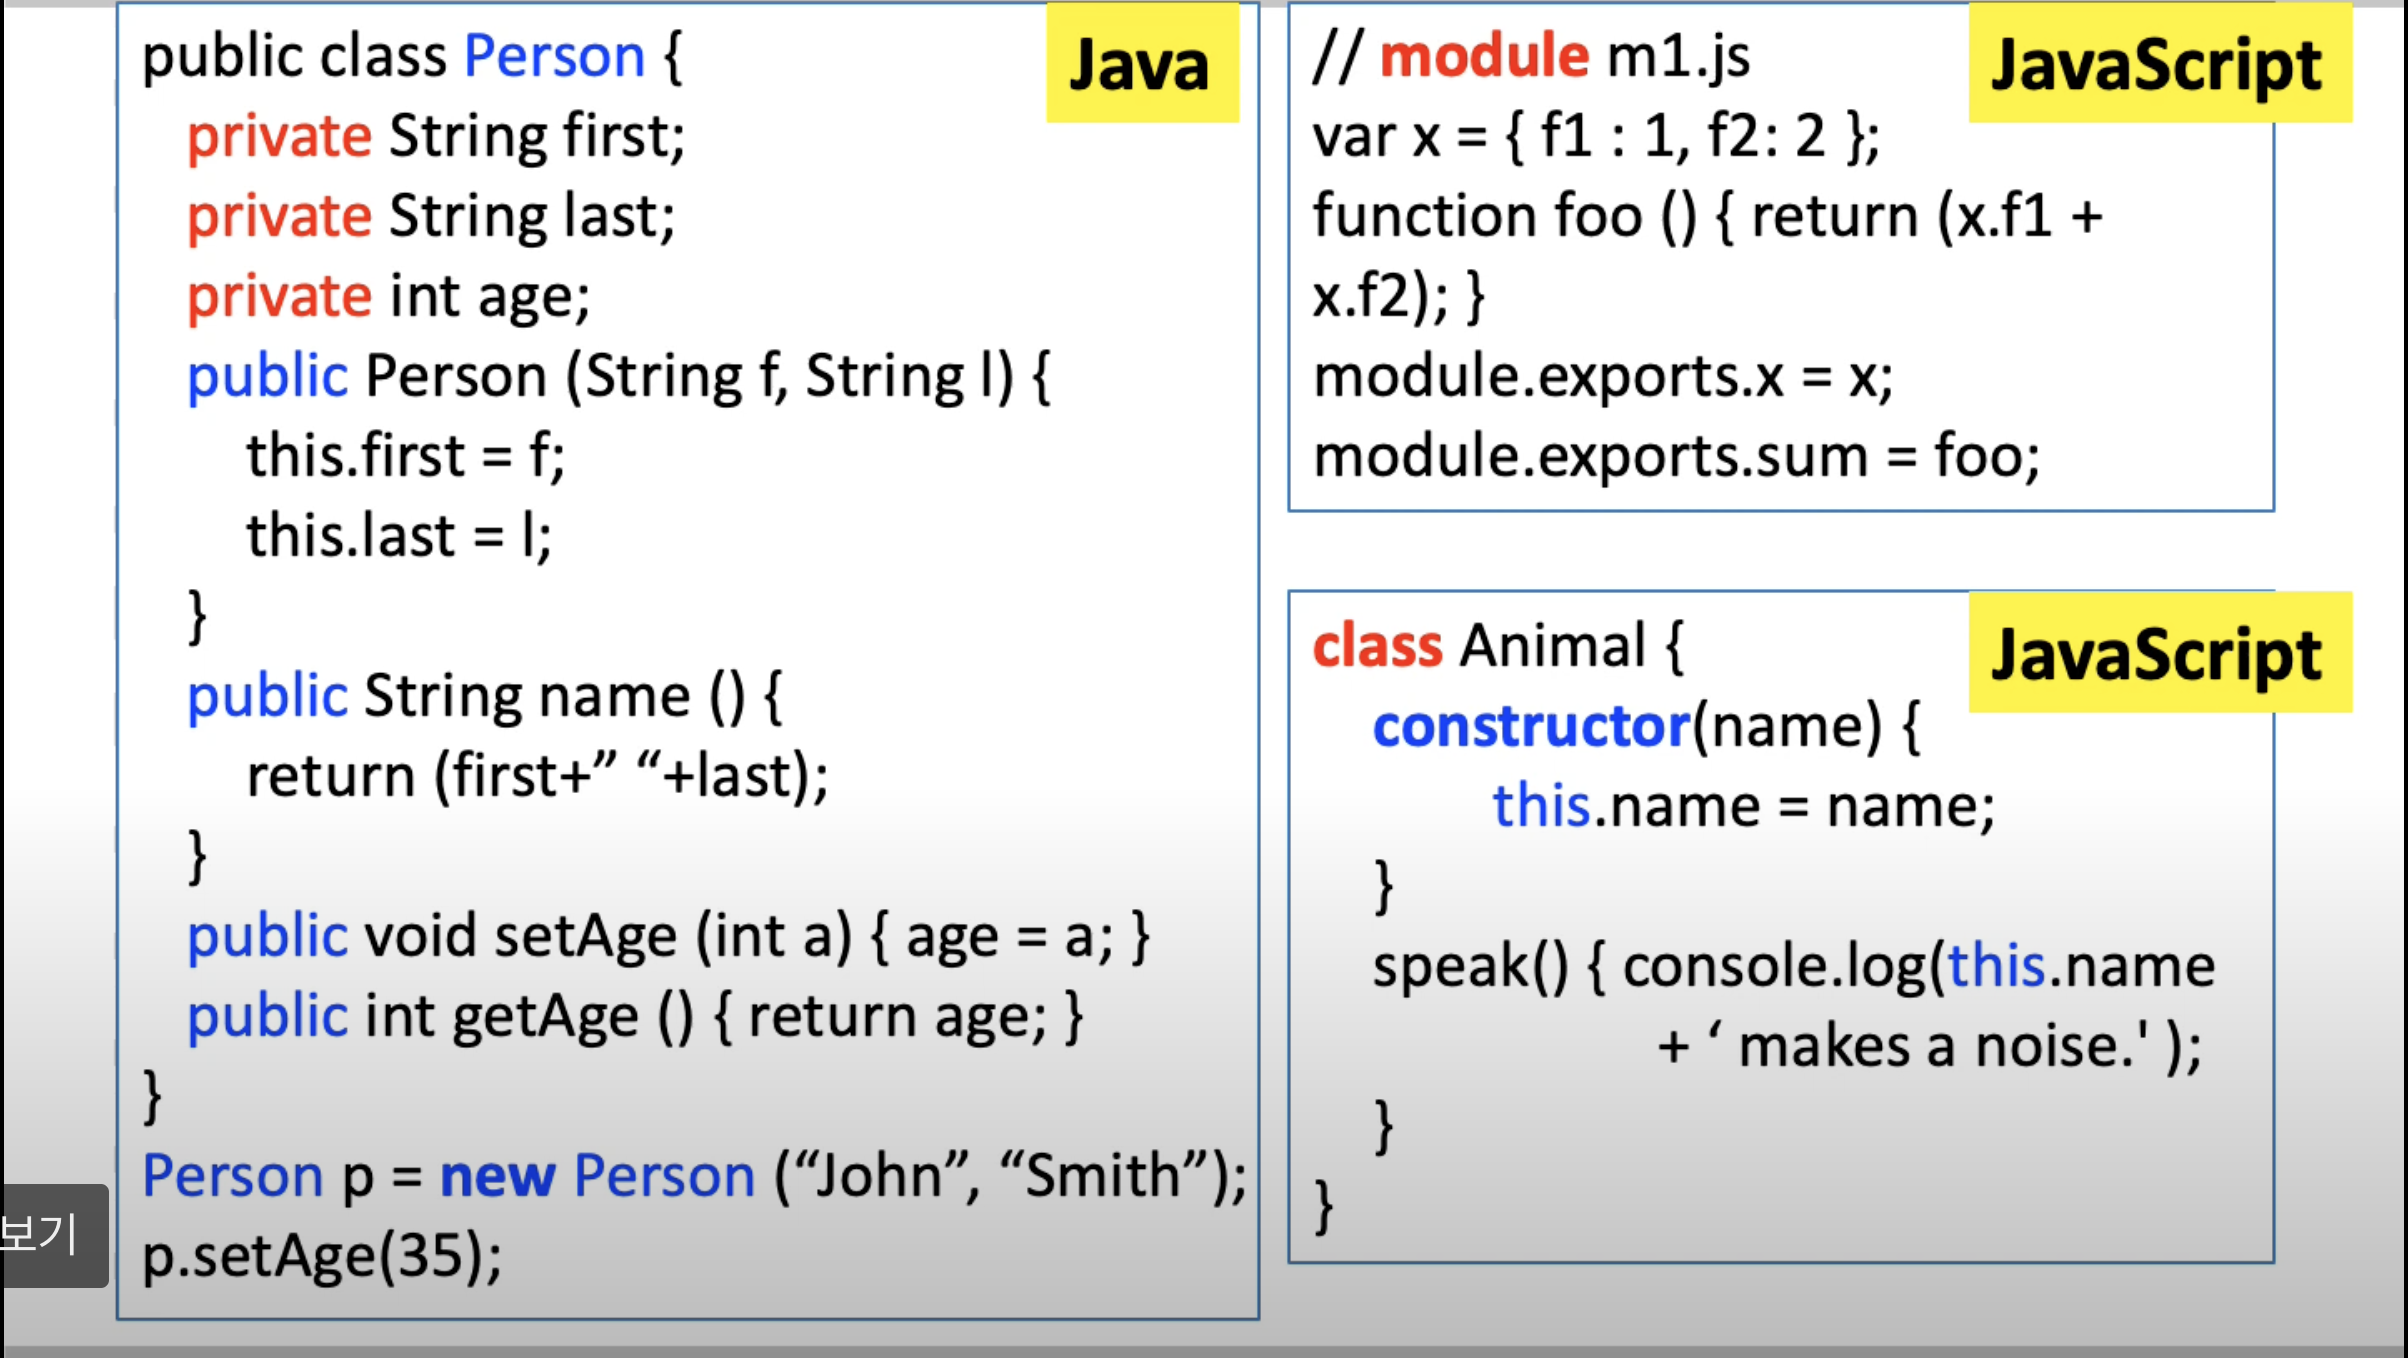 public class Person {
private String first;
private String last;
private int age;
public Person (String f, String l) {
this.first = f;
this.last = l;
}
public String name () {
return (first+” “+last);
}
public void setAge (int a) { age = a; }
public int getAge () { return age; }
}
Person p = new Person (“John”, “Smith”);
p.setAge(35);
Java
// module m1.js
var x = { f1 : 1, f2: 2 };
function foo () { return (x.f1 +
x.f2); }
module.exports.x = x;
module.exports.sum = foo;
JavaScript
class Animal {
constructor(name) {
this.name = name;
}
speak() { console.log(this.name
+ ‘ makes a noise.' );
}
}
JavaScript
보기